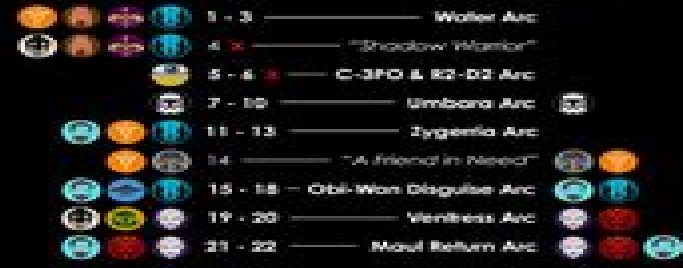 1 - 3 Water Arc
4 X "Shadow Warrior"
5 - 6 X C-3PO & R2-D2 Arc
7 - 10 Umbara Arc
11 - 13 Zygerria Arc
14 "A Friend in Need"
15 - 18 Obi-Wan Disguise Arc
19 - 20 Ventress Arc
21 - 22 Maul Return Arc